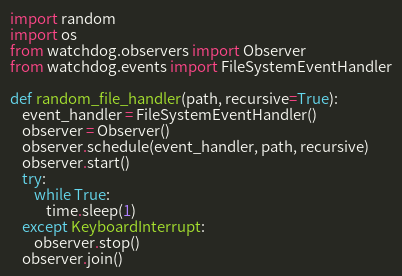 import random
import os
from watchdog.observers import Observer
from watchdog.events import FileSystemEventHandler
def random_file_handler(path, recursive=True):
    event_handler = FileSystemEventHandler()
    observer = Observer()
    observer.schedule(event_handler, path, recursive)
    observer.start()
    try:
        while True:
            time.sleep(1)
    except KeyboardInterrupt:
        observer.stop()
    observer.join()